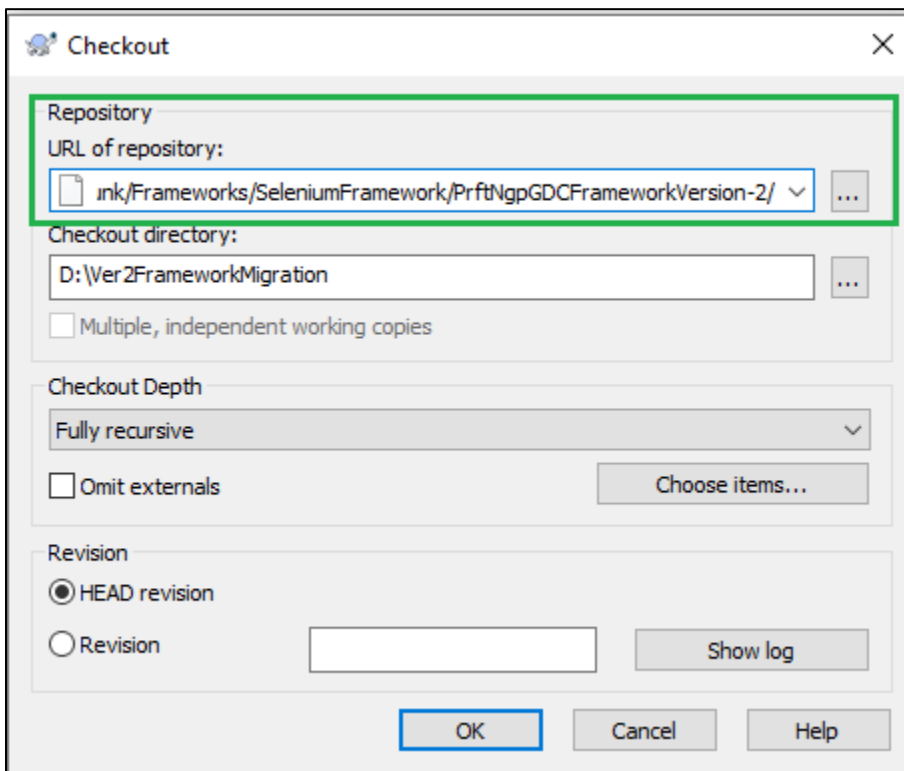 Checkout
Repository
URL of repository:
ınk/Frameworks/SeleniumFramework/PrftNgpGDCFrameworkVersion-2/
...
Checkout directory:
D:\Ver2FrameworkMigration
...
Multiple, independent working copies
Checkout Depth
Fully recursive
Omit externals
Choose items...
Revision
HEAD revision
Revision
Show log
OK
Cancel
Help